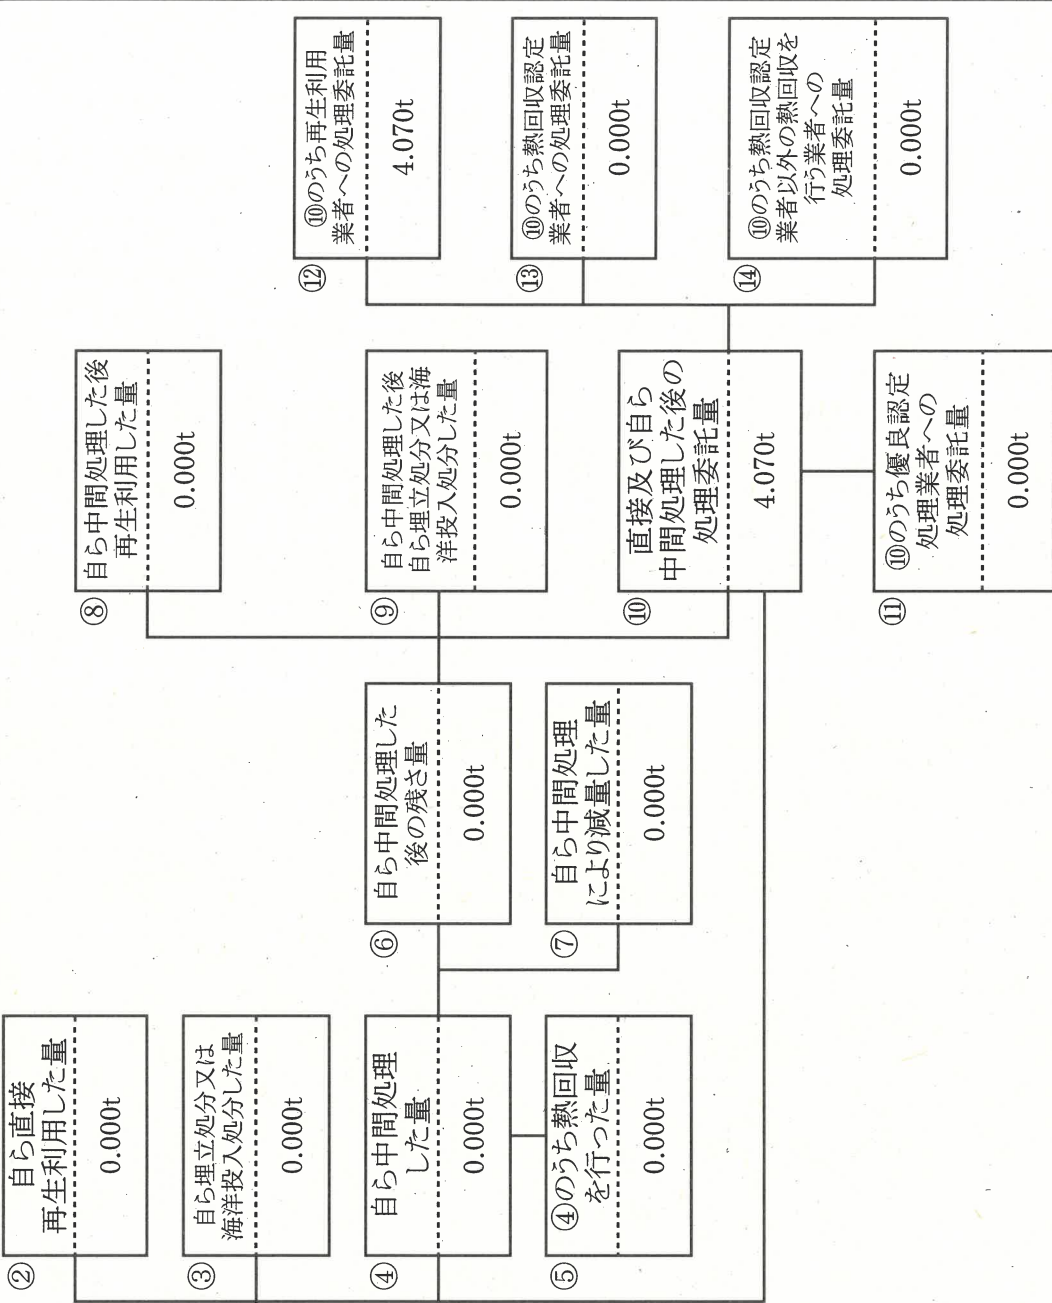 ②
自ら直接
再生利用した量
0.000t
③
自ら埋立処分又は
海洋投入処分した量
0.000t
④
自ら中間処理
した量
0.000t
⑤
④のうち熱回収
を行った量
0.000t
⑥
自ら中間処理した
後の残さ量
0.000t
⑦
自ら中間処理
により減量した量
0.000t
⑧
自ら中間処理した後
再生利用した量
0.000t
⑨
自ら中間処理した後
自ら埋立処分又は海
洋投入処分した量
0.000t
⑩
直接及び自ら
中間処理した後の
処理委託量
4.070t
⑪
⑩のうち優良認定
処理業者への
処理委託量
0.000t
⑫
⑩のうち再生利用
業者への処理委託量
4.070t
⑬
⑩のうち熱回収認定
業者への処理委託量
0.000t
⑭
⑩のうち熱回収認定
業者以外の熱回収を
行う業者への
処理委託量
0.000t